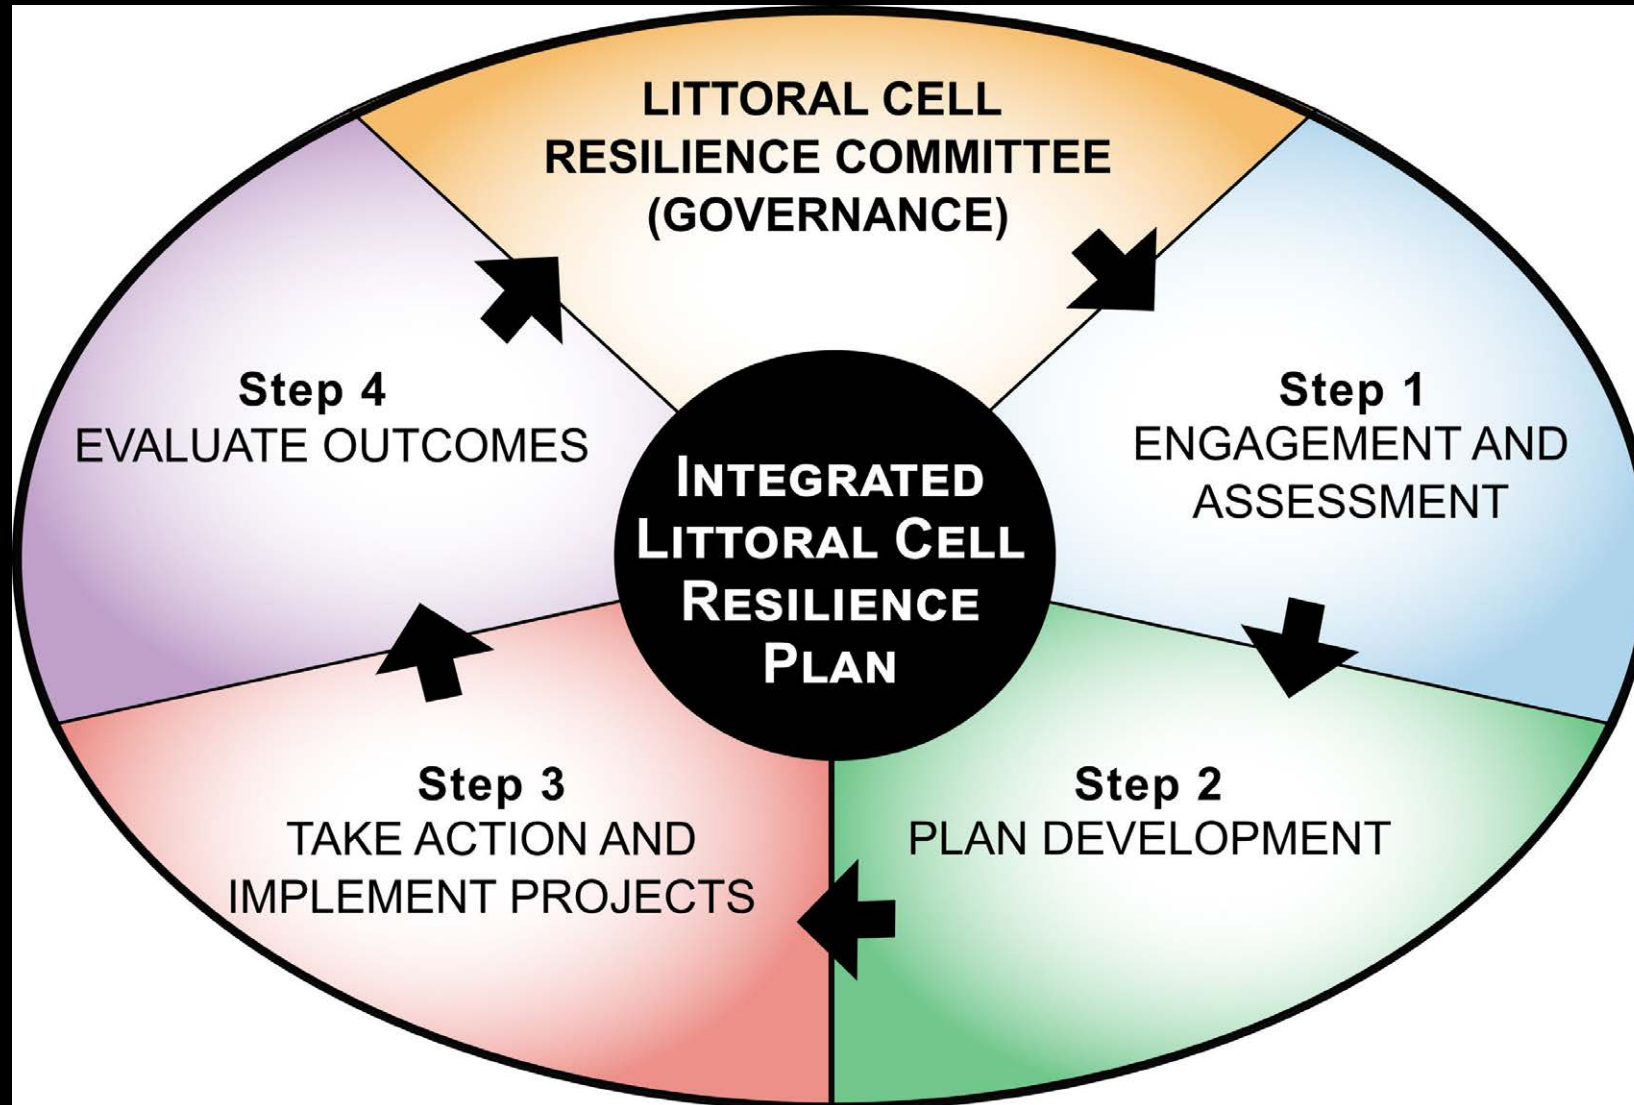 LITTORAL CELL
RESILIENCE COMMITTEE
(GOVERNANCE)
Step 1
ENGAGEMENT AND
ASSESSMENT
Step 2
PLAN DEVELOPMENT
Step 3
TAKE ACTION AND
IMPLEMENT PROJECTS
Step 4
EVALUATE OUTCOMES
INTEGRATED
LITTORAL CELL
RESILIENCE
PLAN